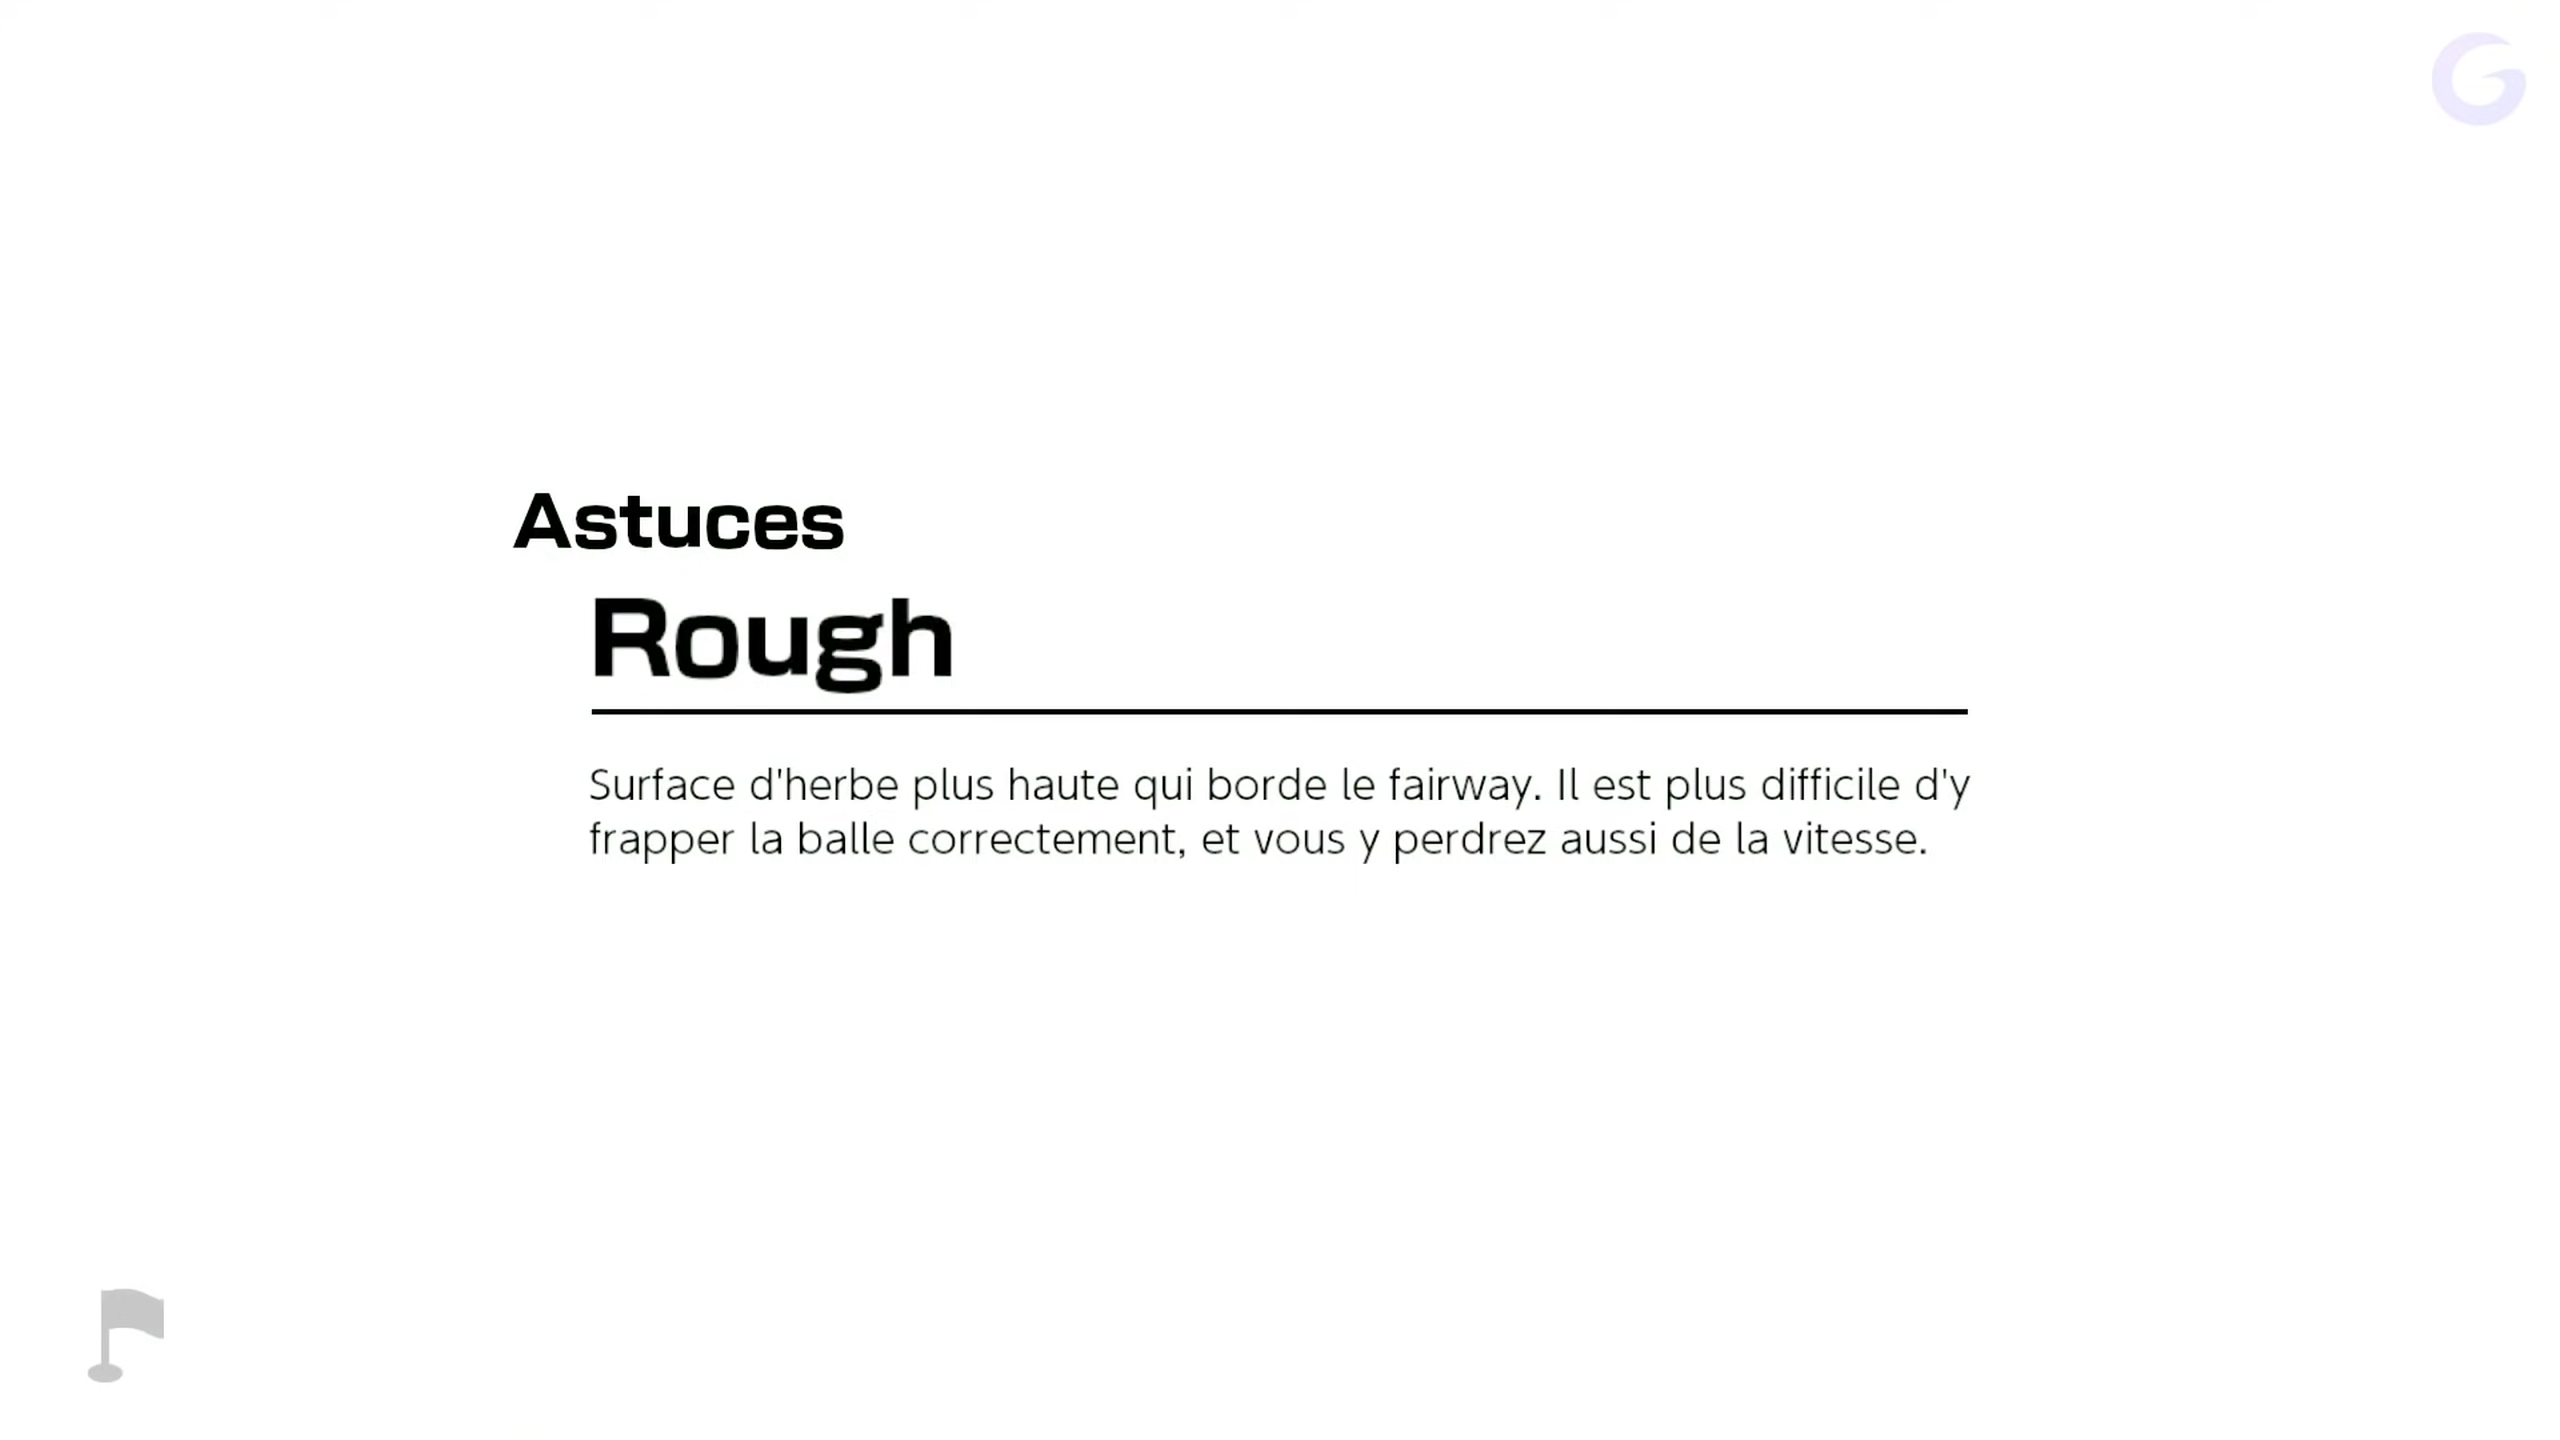 Astuces
Rough
Surface d'herbe plus haute qui borde le fairway. Il est plus difficile d'y
frapper la balle correctement, et vous y perdrez aussi de la vitesse.